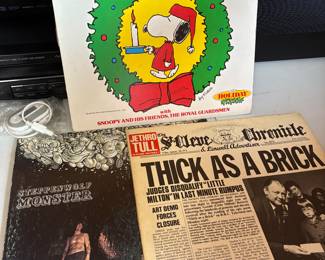 with
SNOOPY AND HIS FRIENDS, THE ROYAL GUARDSMEN
HOLIDAY
JETHRO
TULL
St Cleve Chronicle
& Linwell Advertiser
THICK AS A BRICK
JUDGES DISQUALIFY "LITTLE
MILTON" IN LAST MINUTE RUMPUS
ART DEMO
FORCES
CLOSURE
STEPPENWOLF
MONSTER